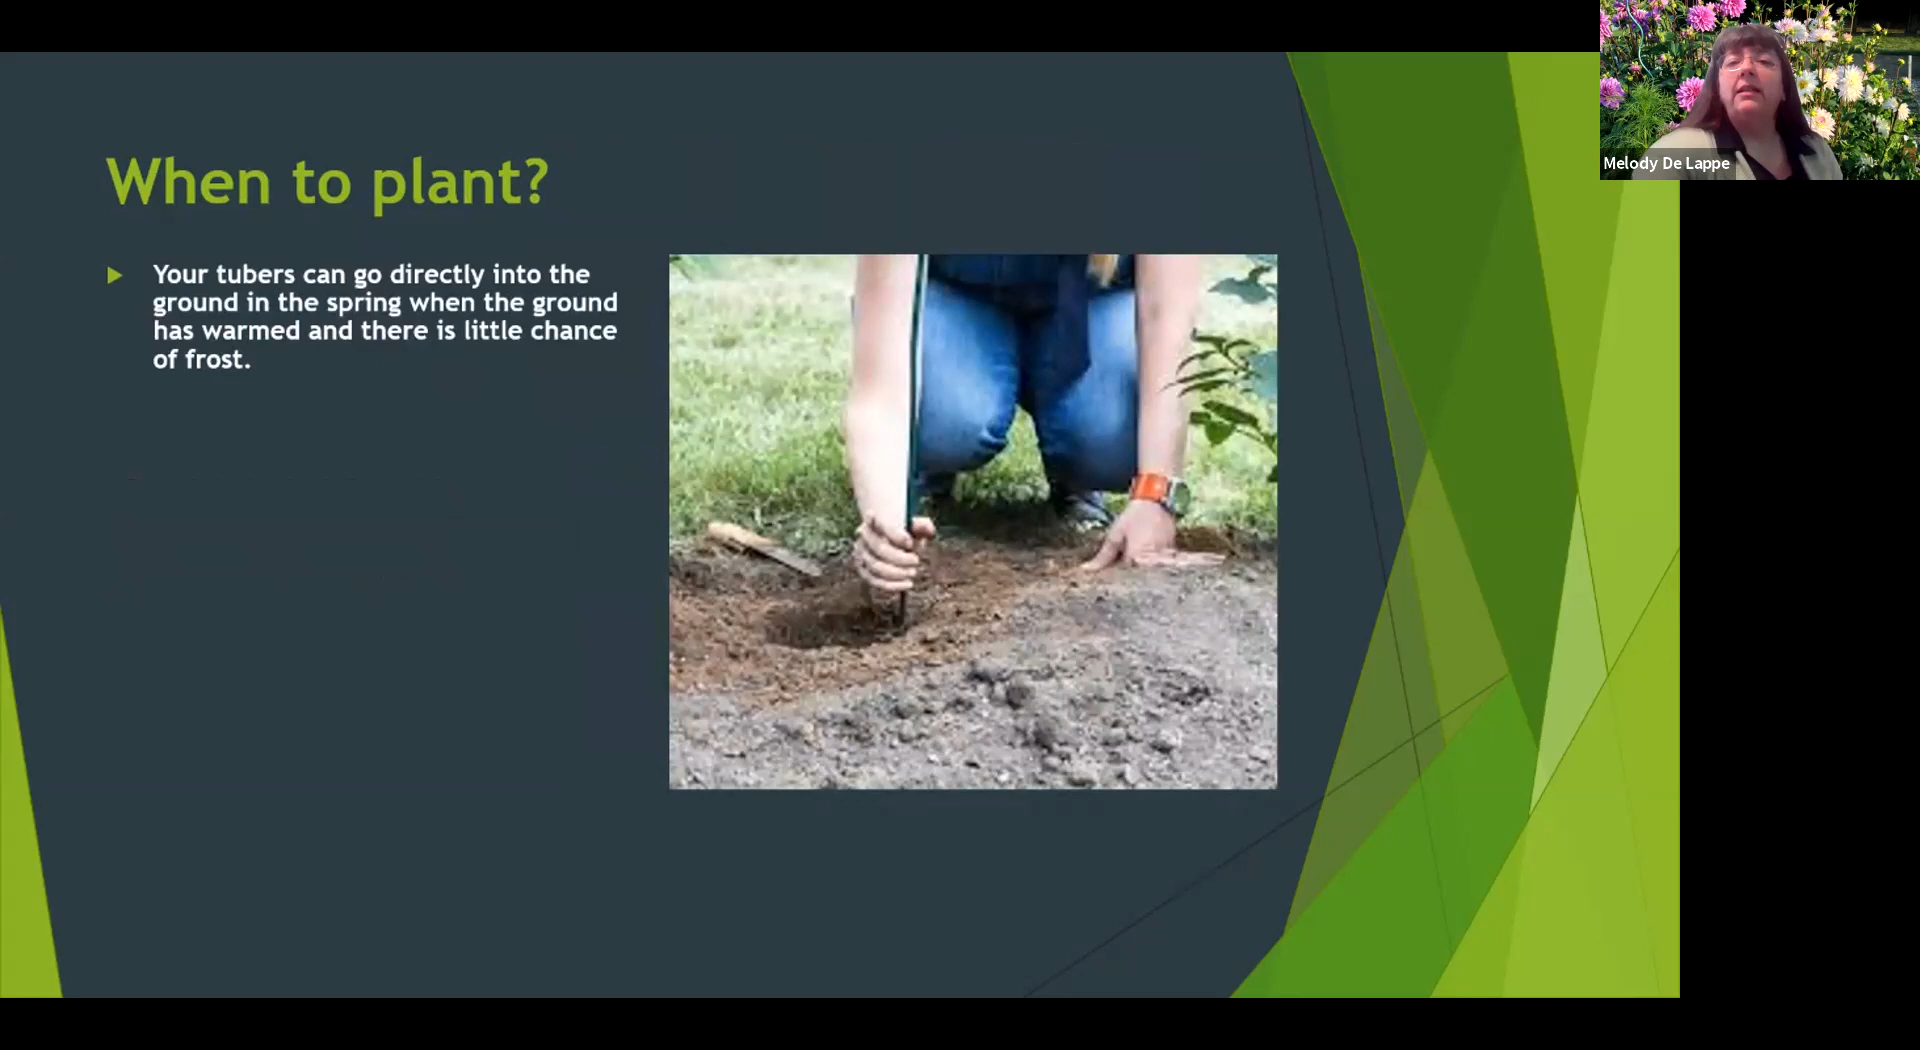 When to plant?
Your tubers can go directly into the
ground in the spring when the ground
has warmed and there is little chance
of frost.
Melody De Lappe